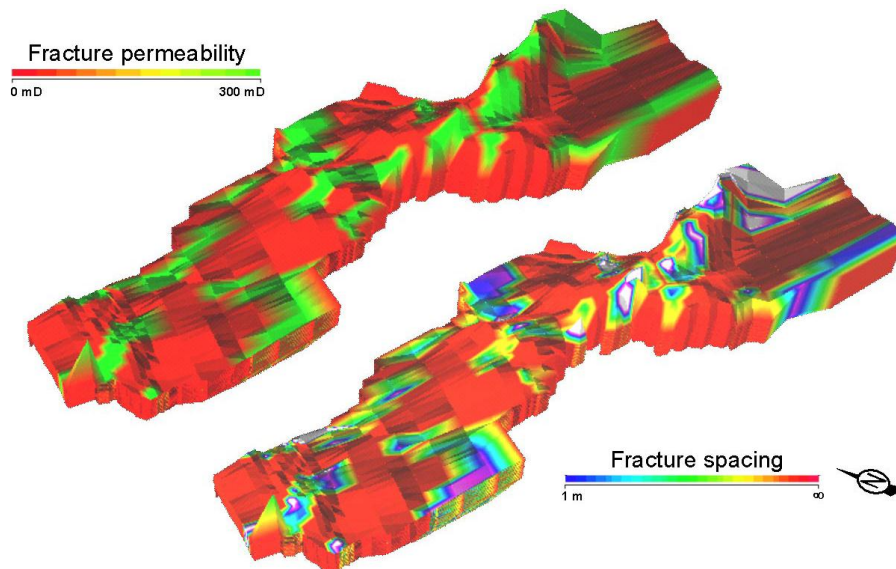 Fracture permeability
0 mD 300 mD
Fracture spacing
1 m ∞
N